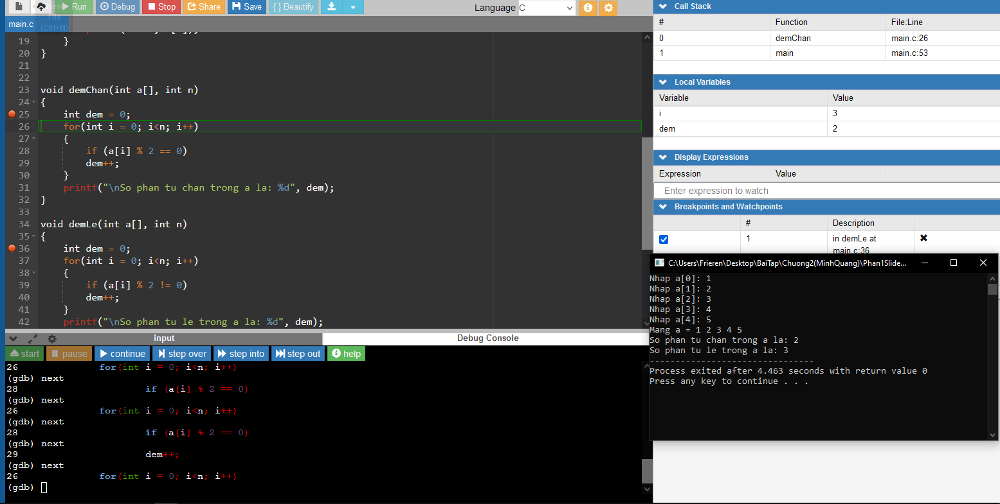 New Run Debug Stop Share Save { } Beautify
Language C
File
(Ctrl+M)
main.c
19 }
20 }
21
22
23 void demChan(int a[], int n)
24 {
25 int dem = 0;
26 for(int i = 0; i<n; i++)
27 {
28 if (a[i] % 2 == 0)
29 dem++;
30 }
31 printf("\nSo phan tu chan trong a la: %d", dem);
32 }
33
34 void demLe(int a[], int n)
35 {
36 int dem = 0;
37 for(int i = 0; i<n; i++)
38 {
39 if (a[i] % 2 != 0)
40 dem++;
41 }
42 printf("\nSo phan tu le trong a la: %d", dem);
input Debug Console
start pause continue step over step into step out help
26 for(int i = 0; i<n; i++)
(gdb) next
28 if (a[i] % 2 == 0)
(gdb) next
26 for(int i = 0; i<n; i++)
(gdb) next
28 if (a[i] % 2 == 0)
(gdb) next
29 dem++;
(gdb) next
26 for(int i = 0; i<n; i++)
(gdb)
Call Stack
# Function File:Line
0 demChan main.c:26
1 main main.c:53
Local Variables
Variable Value
i 3
dem 2
Display Expressions
Expression Value
Enter expression to watch
Breakpoints and Watchpoints
# Description
1 in demLe at
main.c:36
C:\Users\Frieren\Desktop\BaiTap\Chuong2(MinhQuang)\Phan1Slide...
Nhap a[0]: 1
Nhap a[1]: 2
Nhap a[2]: 3
Nhap a[3]: 4
Nhap a[4]: 5
Mang a = 1 2 3 4 5
So phan tu chan trong a la: 2
So phan tu le trong a la: 3
--------------------------------
Process exited after 4.463 seconds with return value 0
Press any key to continue . . .